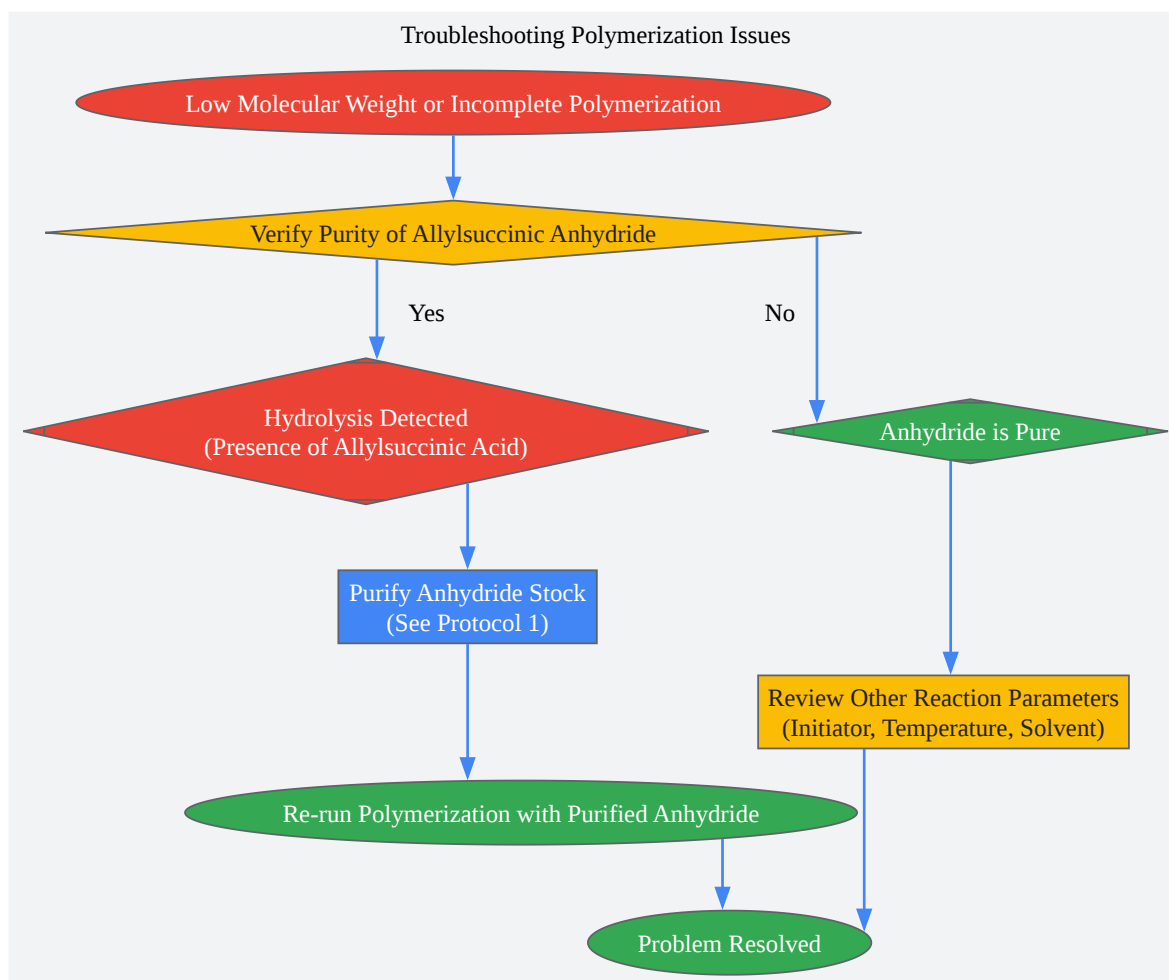 Troubleshooting Polymerization Issues
Low Molecular Weight or Incomplete Polymerization
Verify Purity of Allylsuccinic Anhydride
Yes
No
Hydrolysis Detected
(Presence of Allylsuccinic Acid)
Anhydride is Pure
Purify Anhydride Stock
(See Protocol 1)
Review Other Reaction Parameters
(Initiator, Temperature, Solvent)
Re-run Polymerization with Purified Anhydride
Problem Resolved